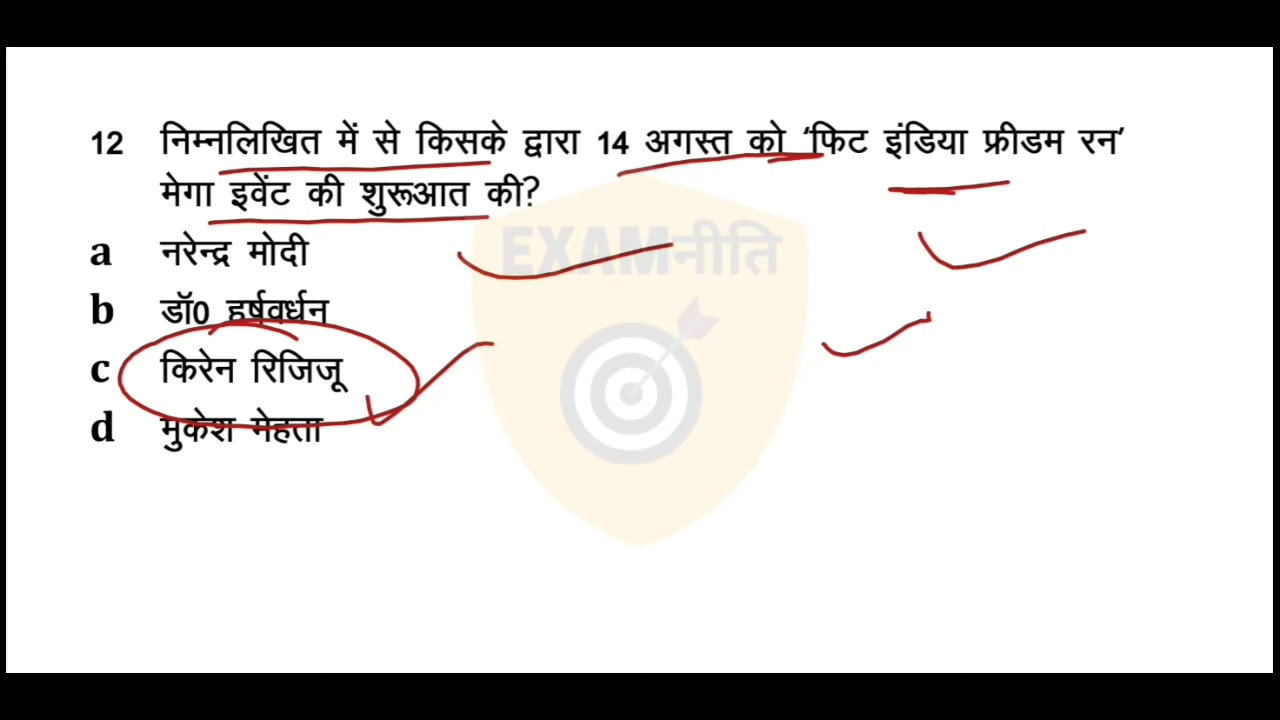 12 निम्नलिखित में से किसके द्वारा 14 अगस्त को ‘फिट इंडिया फ्रीडम रन’
मेगा इवेंट की शुरूआत की?
a नरेन्द्र मोदी
b डॉ0 हर्षवर्धन
c किरेन रिजिजू
d मुकेश मेहता
EXAMनीति